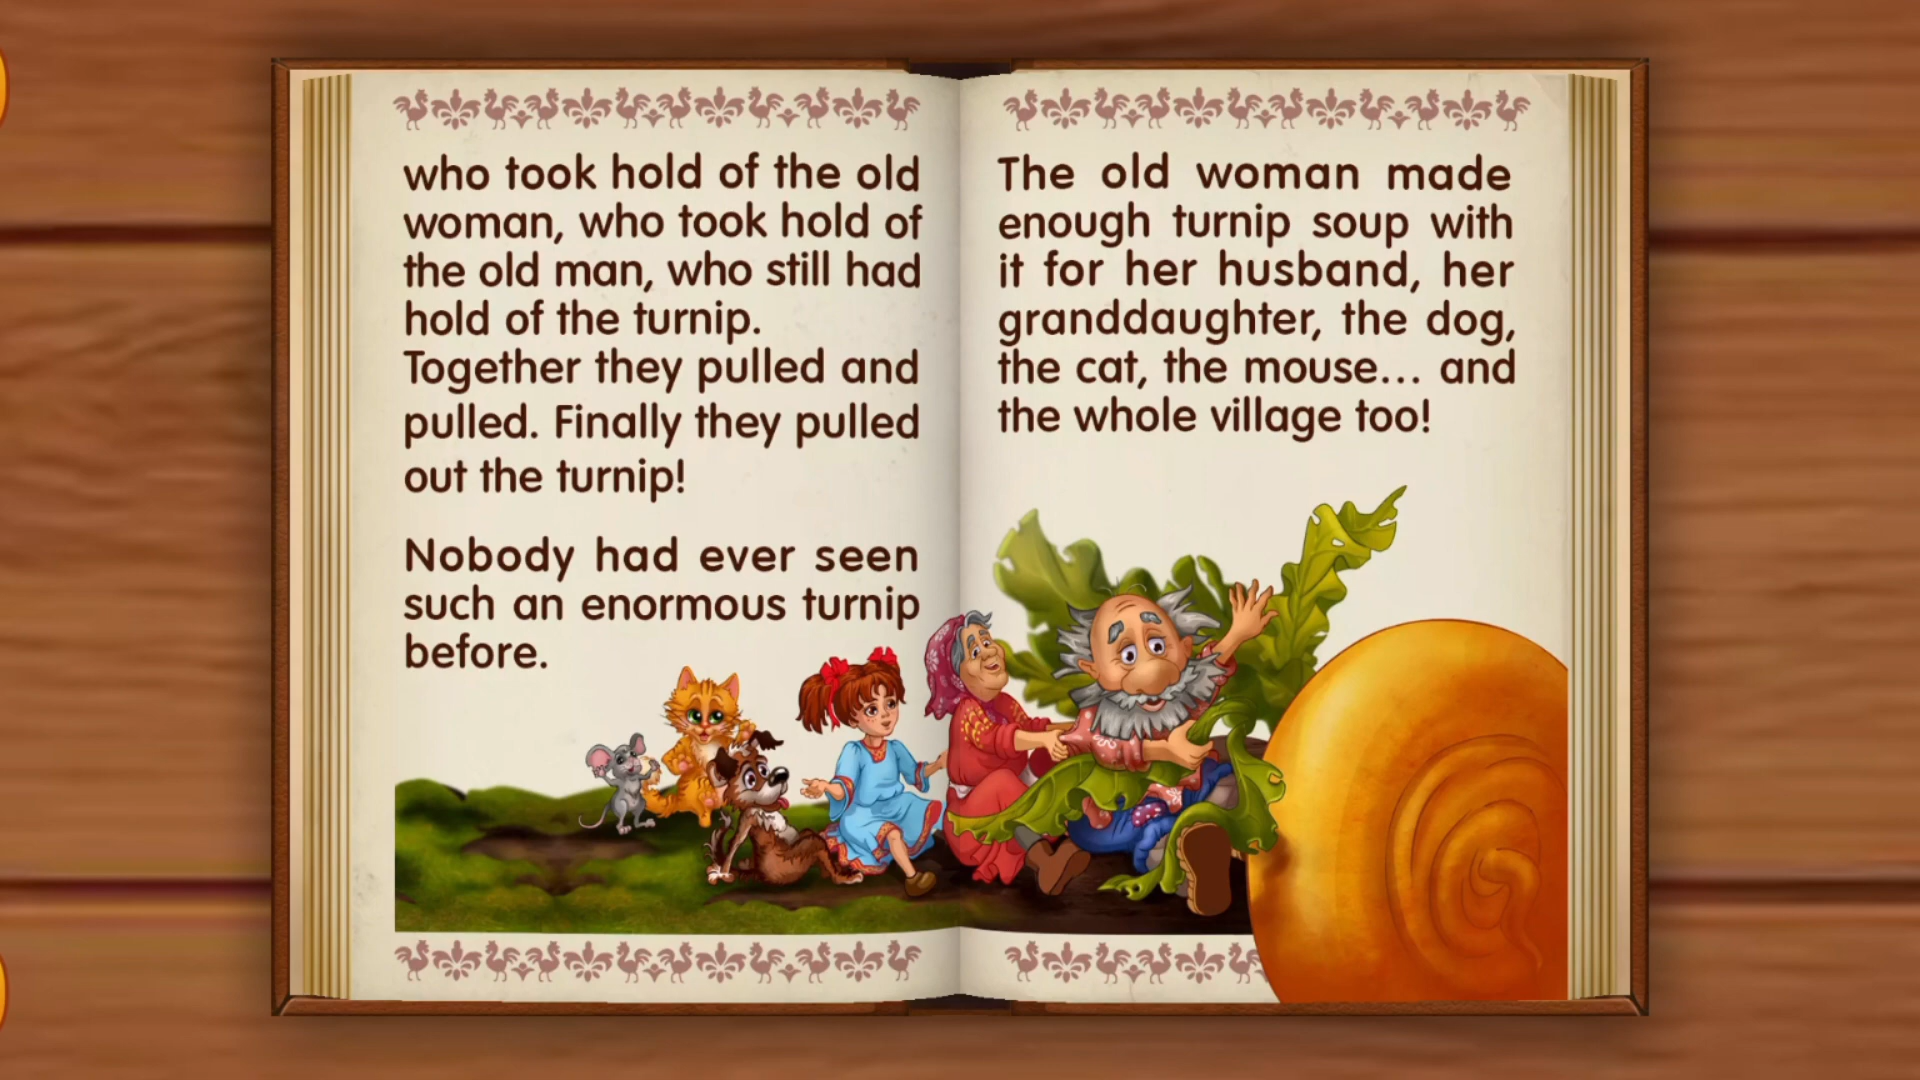 who took hold of the old
woman, who took hold of
the old man, who still had
hold of the turnip.
Together they pulled and
pulled. Finally they pulled
out the turnip!
Nobody had ever seen
such an enormous turnip
before.
The old woman made
enough turnip soup with
it for her husband, her
granddaughter, the dog,
the cat, the mouse... and
the whole village too!